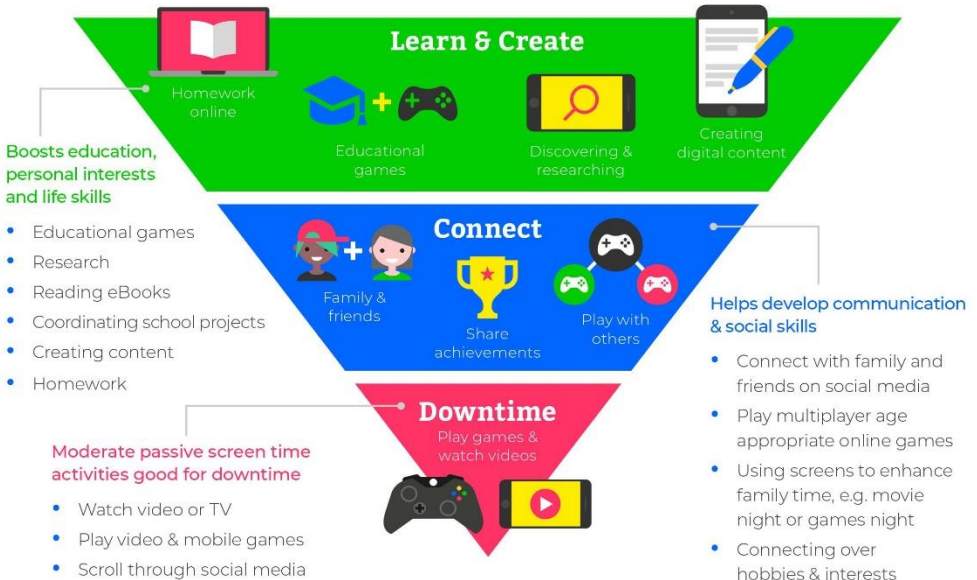 Learn & Create
Homework
online
Educational
games
Discovering &
researching
Creating
digital content
Boosts education,
personal interests
and life skills
• Educational games
• Research
• Reading eBooks
• Coordinating school projects
• Creating content
• Homework
Connect
Family &
friends
Share
achievements
Play with
others
Helps develop communication
& social skills
• Connect with family and
friends on social media
• Play multiplayer age
appropriate online games
• Using screens to enhance
family time, e.g. movie
night or games night
• Connecting over
hobbies & interests
Downtime
Play games &
watch videos
Moderate passive screen time
activities good for downtime
• Watch video or TV
• Play video & mobile games
• Scroll through social media